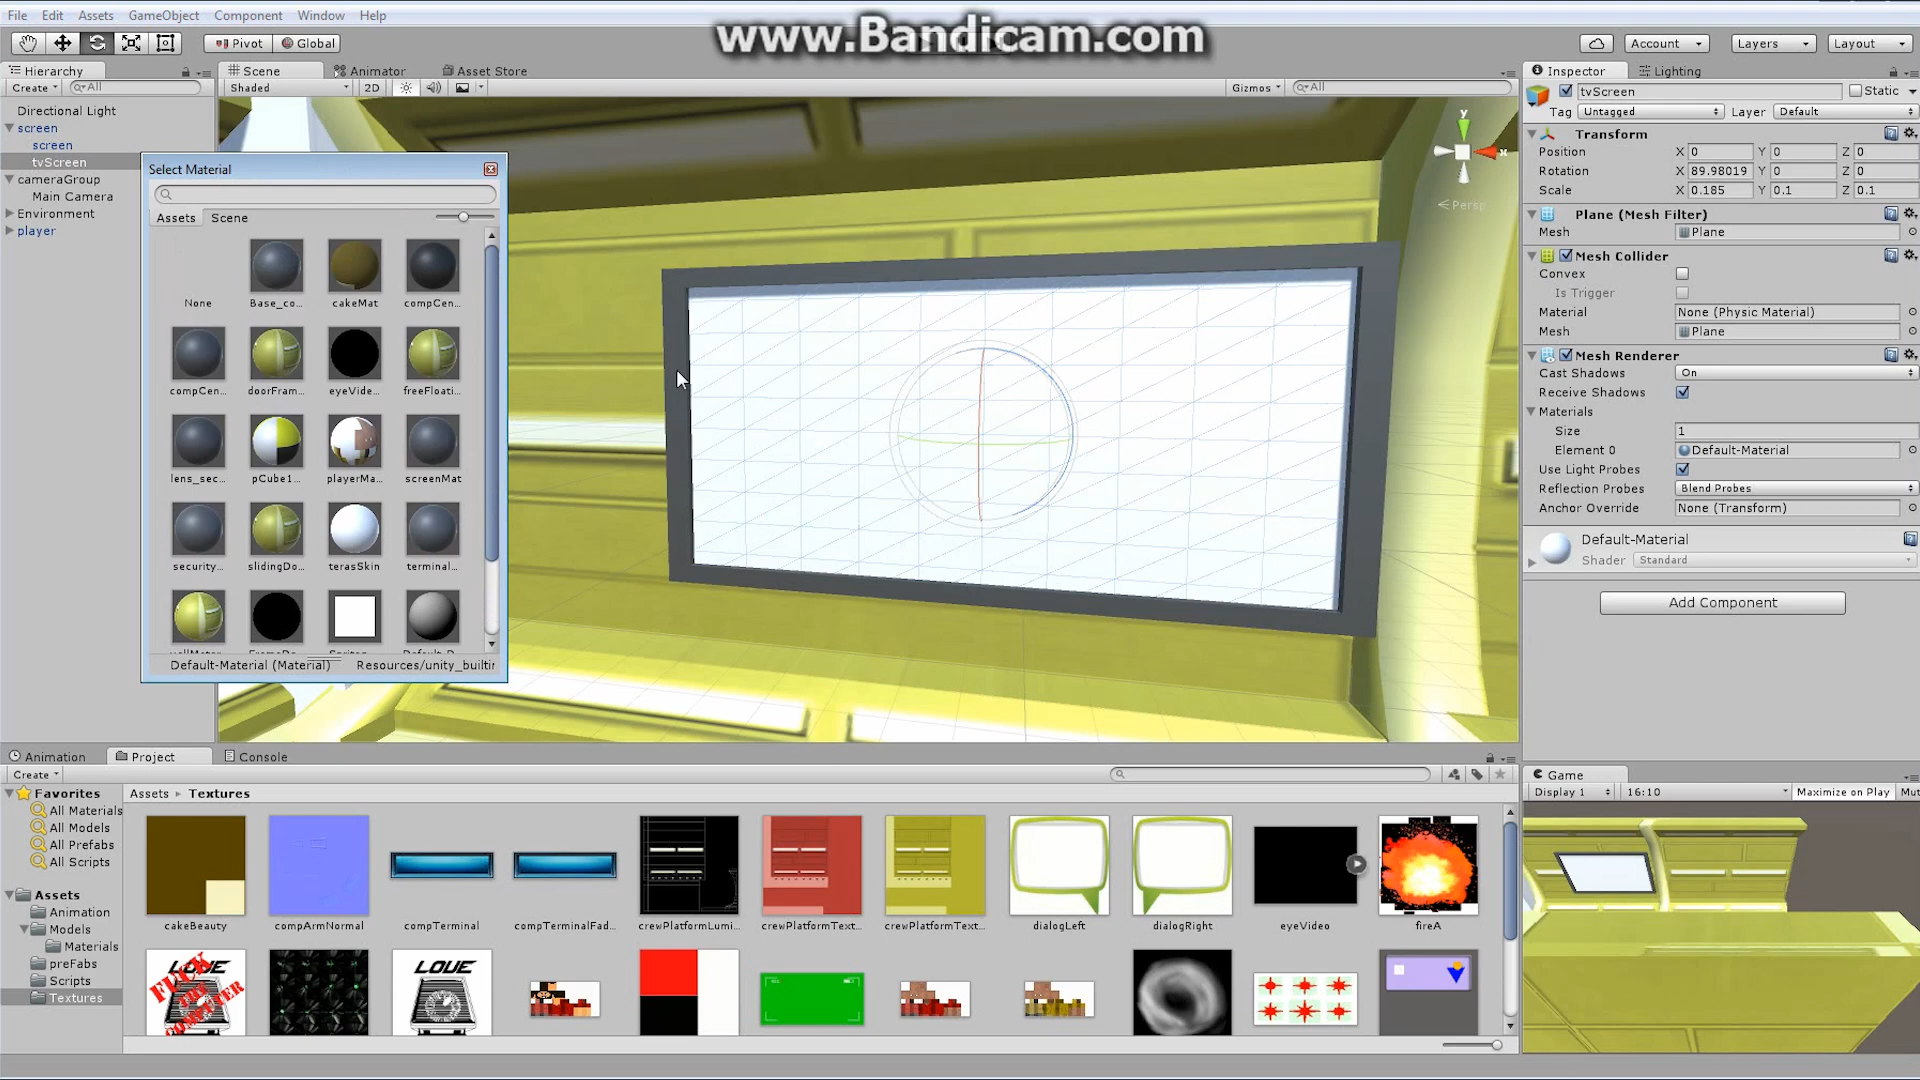 File Edit Assets GameObject Component Window Help
www.Bandicam.com
Pivot Global Account Layers Layout
Hierarchy Scene Animator Asset Store Inspector Lighting
Create All Shaded 2D Gizmos All
tvScreen Static
Tag Untagged Layer Default
Directional Light
screen
screen
tvScreen
cameraGroup
Main Camera
Environment
player
Select Material
Assets Scene
None Base_co... cakeMat compCen...
compCen... doorFram... eyeVide... freeFloati...
lens_sec... pCube1... playerMa... screenMat
security... slidingDo... terasSkin terminal...
Default-Material (Material) Resources/unity_builtin
y
x
Persp
Transform
Position X 0 Y 0 Z 0
Rotation X 89.98019 Y 0 Z 0
Scale X 0.185 Y 0.1 Z 0.1
Plane (Mesh Filter)
Mesh Plane
Mesh Collider
Convex
Is Trigger
Material None (Physic Material)
Mesh Plane
Mesh Renderer
Cast Shadows On
Receive Shadows
Materials
Size 1
Element 0 Default-Material
Use Light Probes
Reflection Probes Blend Probes
Anchor Override None (Transform)
Default-Material
Shader Standard
Add Component
Animation Project Console
Create
Favorites
All Materials
All Models
All Prefabs
All Scripts
Assets
Animation
Models
Materials
preFabs
Scripts
Textures
Assets Textures
cakeBeauty compArmNormal compTerminal compTerminalFad... crewPlatformLumi... crewPlatformText... crewPlatformText... dialogLeft dialogRight eyeVideo fireA
LOUE
LOUE
Game
Display 1 16:10 Maximize on Play Mut